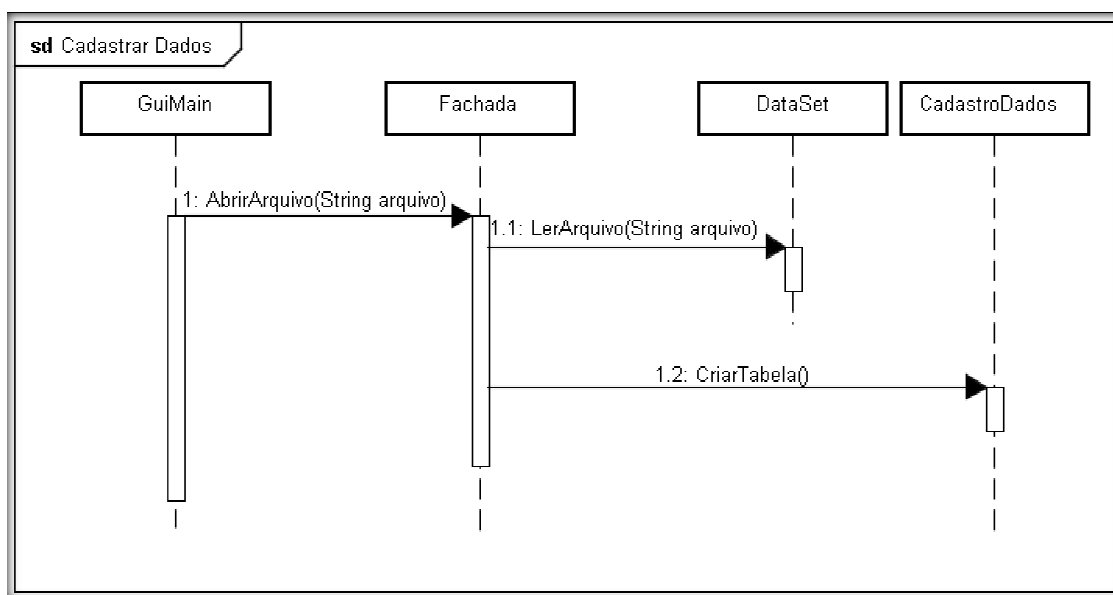 sd Cadastrar Dados
GuiMain
Fachada
DataSet
CadastroDados
1: AbrirArquivo(String arquivo)
1.1: LerArquivo(String arquivo)
1.2: CriarTabela()